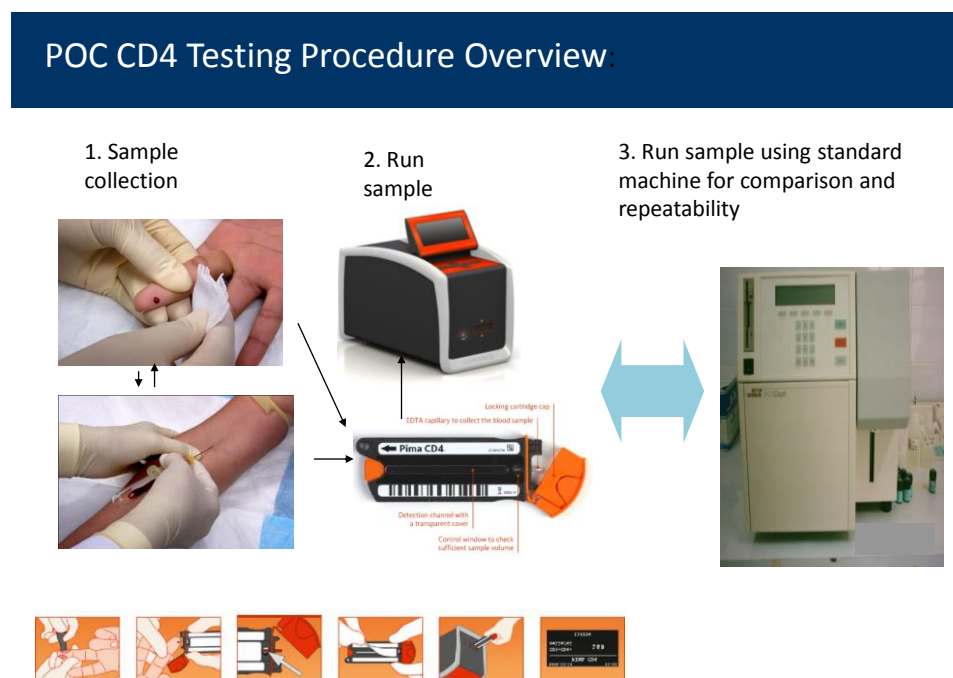 POC CD4 Testing Procedure Overview:
1. Sample
collection
2. Run
sample
3. Run sample using standard
machine for comparison and
repeatability
Locking cartridge cap
EDTA capillary to collect the blood sample
Pima CD4
Detection channel with
a transparent cover
Control window to check
sufficient sample volume